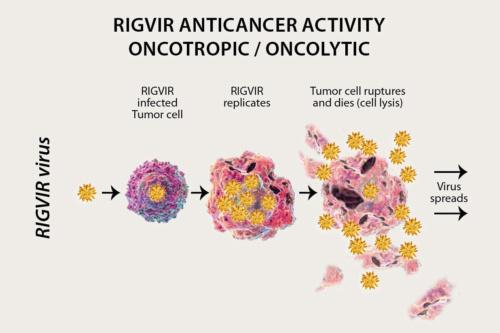 RIGVIR ANTICANCER ACTIVITY
ONCOTROPIC / ONCOLYTIC
RIGVIR
infected
Tumor cell
RIGVIR
replicates
Tumor cell ruptures
and dies (cell lysis)
RIGVIR virus
Virus
spreads